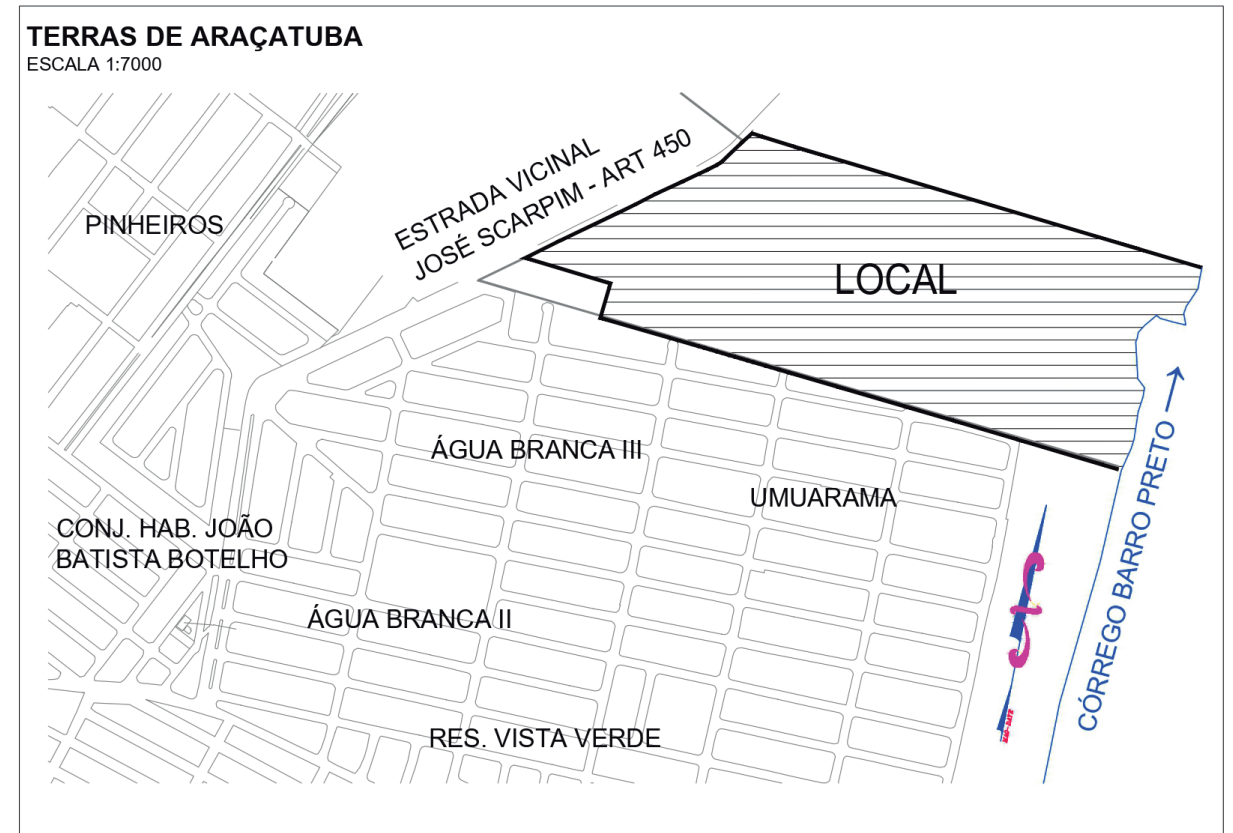 TERRAS DE ARAÇATUBA
ESCALA 1:7000
ESTRADA VICINAL
JOSÉ SCARPIM - ART 450
PINHEIROS
LOCAL
ÁGUA BRANCA III
UMUARAMA
CONJ. HAB. JOÃO
BATISTA BOTELHO
ÁGUA BRANCA II
CÓRREGO BARRO PRETO
RES. VISTA VERDE